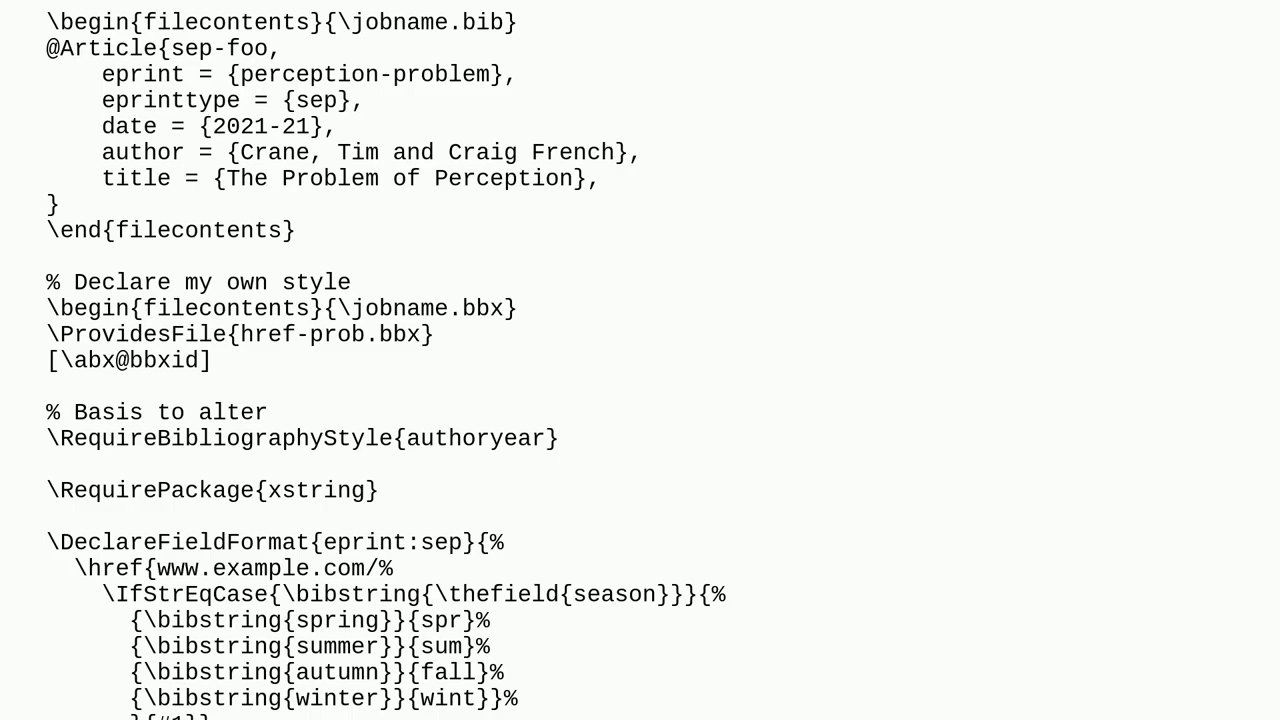 \begin{filecontents}{\jobname.bib}
@Article{sep-foo,
    eprint = {perception-problem},
    eprinttype = {sep},
    date = {2021-21},
    author = {Crane, Tim and Craig French},
    title = {The Problem of Perception},
}
\end{filecontents}

% Declare my own style
\begin{filecontents}{\jobname.bbx}
\ProvidesFile{href-prob.bbx}
[\abx@bbxid]

% Basis to alter
\RequireBibliographyStyle{authoryear}

\RequirePackage{xstring}

\DeclareFieldFormat{eprint:sep}{%
  \href{www.example.com/%
    \IfStrEqCase{\bibstring{\thefield{season}}}{%
      {\bibstring{spring}}{spr}%
      {\bibstring{summer}}{sum}%
      {\bibstring{autumn}}{fall}%
      {\bibstring{winter}}{wint}}%